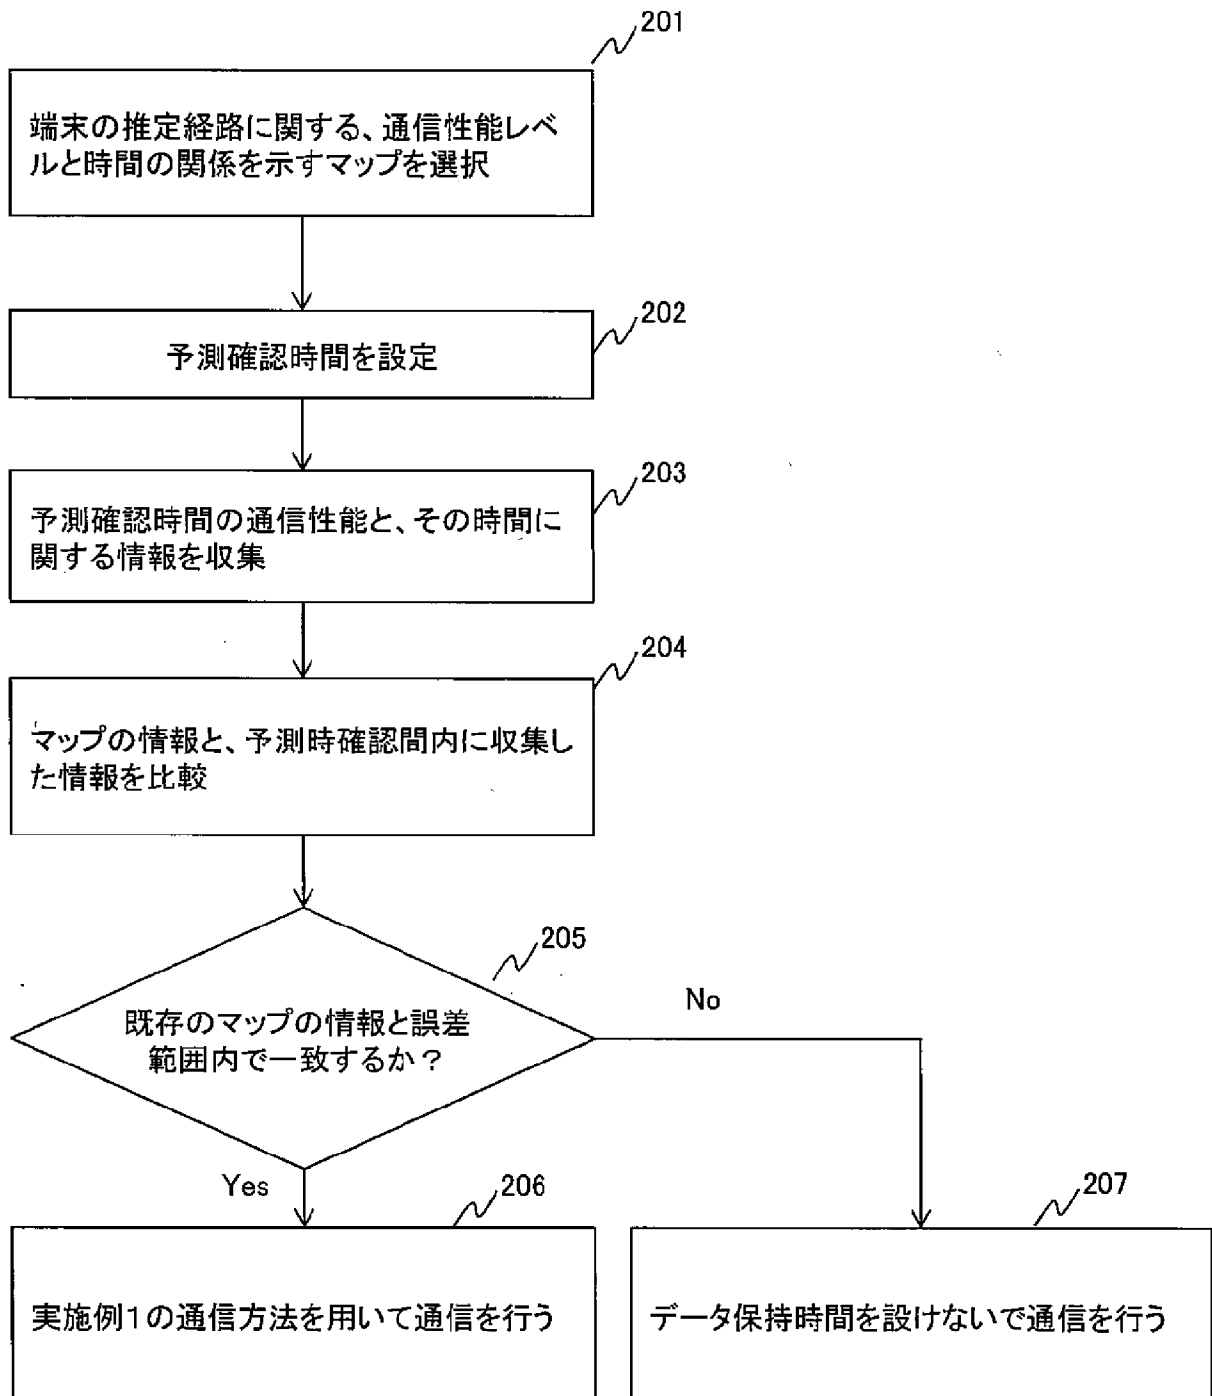 201
端末の推定経路に関する、通信性能レベ
ルと時間の関係を示すマップを選択
202
予測確認時間を設定
203
予測確認時間の通信性能と、その時間に
関する情報を収集
204
マップの情報と、予測時確認間内に収集し
た情報を比較
205
既存のマップの情報と誤差
範囲内で一致するか?
No
Yes
206
実施例1の通信方法を用いて通信を行う
207
データ保持時間を設けないで通信を行う